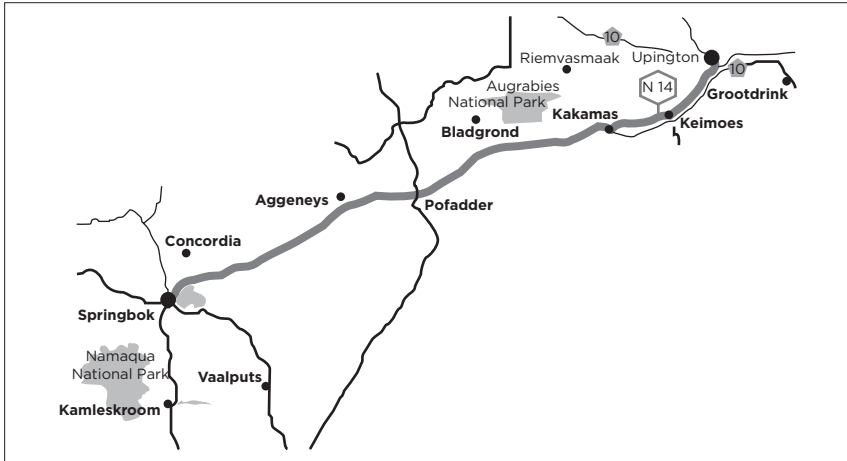 10
Riemvasmaak
Upington
10
Augrabies
National Park
N 14
Grootdrink
Kakamas
Keimoes
Bladgrond
Aggeneys
Pofadder
Concordia
Springbok
Namaqua
National Park
Vaalputs
Kamleskroom